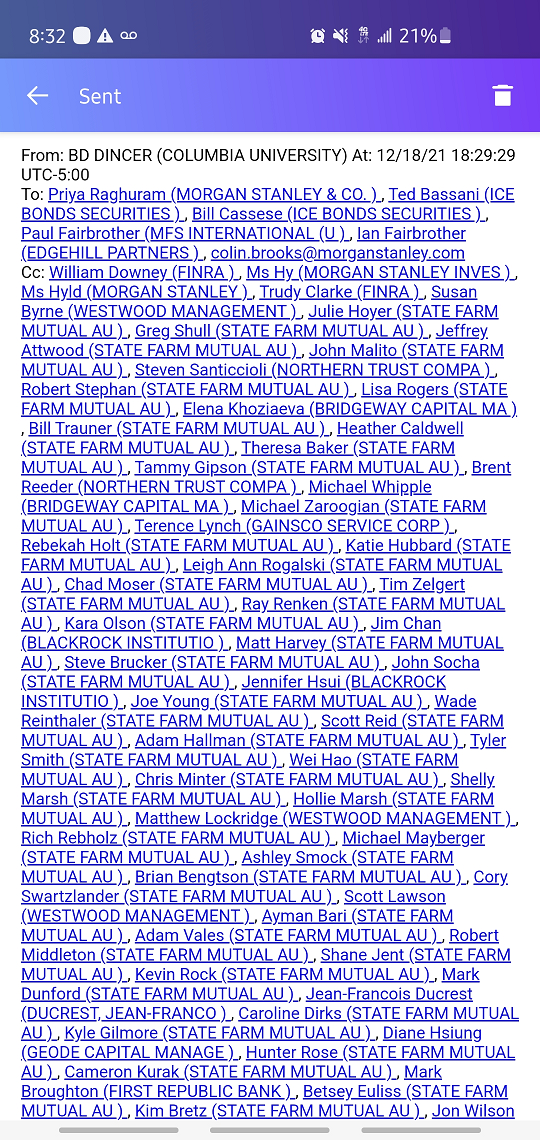 8:32
21%
Sent
From: BD DINCER (COLUMBIA UNIVERSITY) At: 12/18/21 18:29:29
UTC-5:00
To: Priya Raghuram (MORGAN STANLEY & CO. ) , Ted Bassani (ICE
BONDS SECURITIES ) , Bill Cassese (ICE BONDS SECURITIES ) ,
Paul Fairbrother (MFS INTERNATIONAL (U ) , Ian Fairbrother
(EDGEHILL PARTNERS ) , colin.brooks@morganstanley.com
Cc: William Downey (FINRA ) , Ms Hy (MORGAN STANLEY INVES ) ,
Ms Hyld (MORGAN STANLEY ) , Trudy Clarke (FINRA ) , Susan
Byrne (WESTWOOD MANAGEMENT ) , Julie Hoyer (STATE FARM
MUTUAL AU ) , Greg Shull (STATE FARM MUTUAL AU ) , Jeffrey
Attwood (STATE FARM MUTUAL AU ) , John Malito (STATE FARM
MUTUAL AU ) , Steven Santiccioli (NORTHERN TRUST COMPA ) ,
Robert Stephan (STATE FARM MUTUAL AU ) , Lisa Rogers (STATE
FARM MUTUAL AU ) , Elena Khoziaeva (BRIDGEWAY CAPITAL MA )
, Bill Trauner (STATE FARM MUTUAL AU ) , Heather Caldwell
(STATE FARM MUTUAL AU ) , Theresa Baker (STATE FARM
MUTUAL AU ) , Tammy Gipson (STATE FARM MUTUAL AU ) , Brent
Reeder (NORTHERN TRUST COMPA ) , Michael Whipple
(BRIDGEWAY CAPITAL MA ) , Michael Zaroogian (STATE FARM
MUTUAL AU ) , Terence Lynch (GAINSCO SERVICE CORP ) ,
Rebekah Holt (STATE FARM MUTUAL AU ) , Katie Hubbard (STATE
FARM MUTUAL AU ) , Leigh Ann Rogalski (STATE FARM MUTUAL
AU ) , Chad Moser (STATE FARM MUTUAL AU ) , Tim Zelgert
(STATE FARM MUTUAL AU ) , Ray Renken (STATE FARM MUTUAL
AU ) , Kara Olson (STATE FARM MUTUAL AU ) , Jim Chan
(BLACKROCK INSTITUTIO ) , Matt Harvey (STATE FARM MUTUAL
AU ) , Steve Brucker (STATE FARM MUTUAL AU ) , John Socha
(STATE FARM MUTUAL AU ) , Jennifer Hsui (BLACKROCK
INSTITUTIO ) , Joe Young (STATE FARM MUTUAL AU ) , Wade
Reinthaler (STATE FARM MUTUAL AU ) , Scott Reid (STATE FARM
MUTUAL AU ) , Adam Hallman (STATE FARM MUTUAL AU ) , Tyler
Smith (STATE FARM MUTUAL AU ) , Wei Hao (STATE FARM
MUTUAL AU ) , Chris Minter (STATE FARM MUTUAL AU ) , Shelly
Marsh (STATE FARM MUTUAL AU ) , Hollie Marsh (STATE FARM
MUTUAL AU ) , Matthew Lockridge (WESTWOOD MANAGEMENT ) ,
Rich Rebholz (STATE FARM MUTUAL AU ) , Michael Mayberger
(STATE FARM MUTUAL AU ) , Ashley Smock (STATE FARM
MUTUAL AU ) , Brian Bengtson (STATE FARM MUTUAL AU ) , Cory
Swartzlander (STATE FARM MUTUAL AU ) , Scott Lawson
(WESTWOOD MANAGEMENT ) , Ayman Bari (STATE FARM
MUTUAL AU ) , Adam Vales (STATE FARM MUTUAL AU ) , Robert
Middleton (STATE FARM MUTUAL AU ) , Shane Jent (STATE FARM
MUTUAL AU ) , Kevin Rock (STATE FARM MUTUAL AU ) , Mark
Dunford (STATE FARM MUTUAL AU ) , Jean-Francois Ducrest
(DUCREST, JEAN-FRANCO ) , Caroline Dirks (STATE FARM MUTUAL
AU ) , Kyle Gilmore (STATE FARM MUTUAL AU ) , Diane Hsiung
(GEODE CAPITAL MANAGE ) , Hunter Rose (STATE FARM MUTUAL
AU ) , Cameron Kurak (STATE FARM MUTUAL AU ) , Mark
Broughton (FIRST REPUBLIC BANK ) , Betsey Euliss (STATE FARM
MUTUAL AU ) , Kim Bretz (STATE FARM MUTUAL AU ) , Jon Wilson